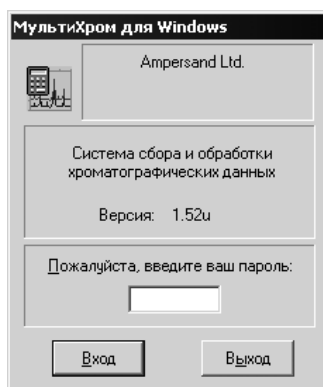 МультиХром для Windows
Ampersand Ltd.
Система сбора и обработки
хроматографических данных
Версия: 1.52u
Пожалуйста, введите ваш пароль:
Вход Выход